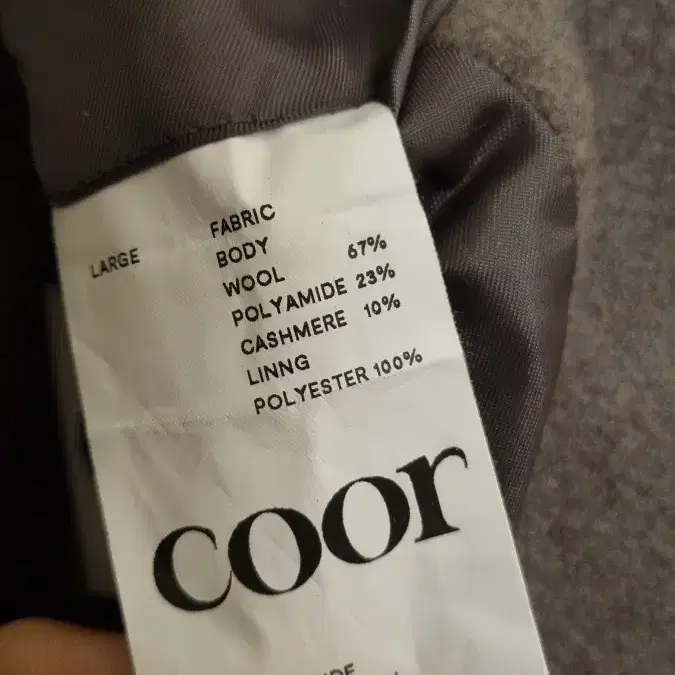 LARGE
FABRIC
BODY
WOOL 67%
POLYAMIDE 23%
CASHMERE 10%
LINNG
POLYESTER 100%
coor